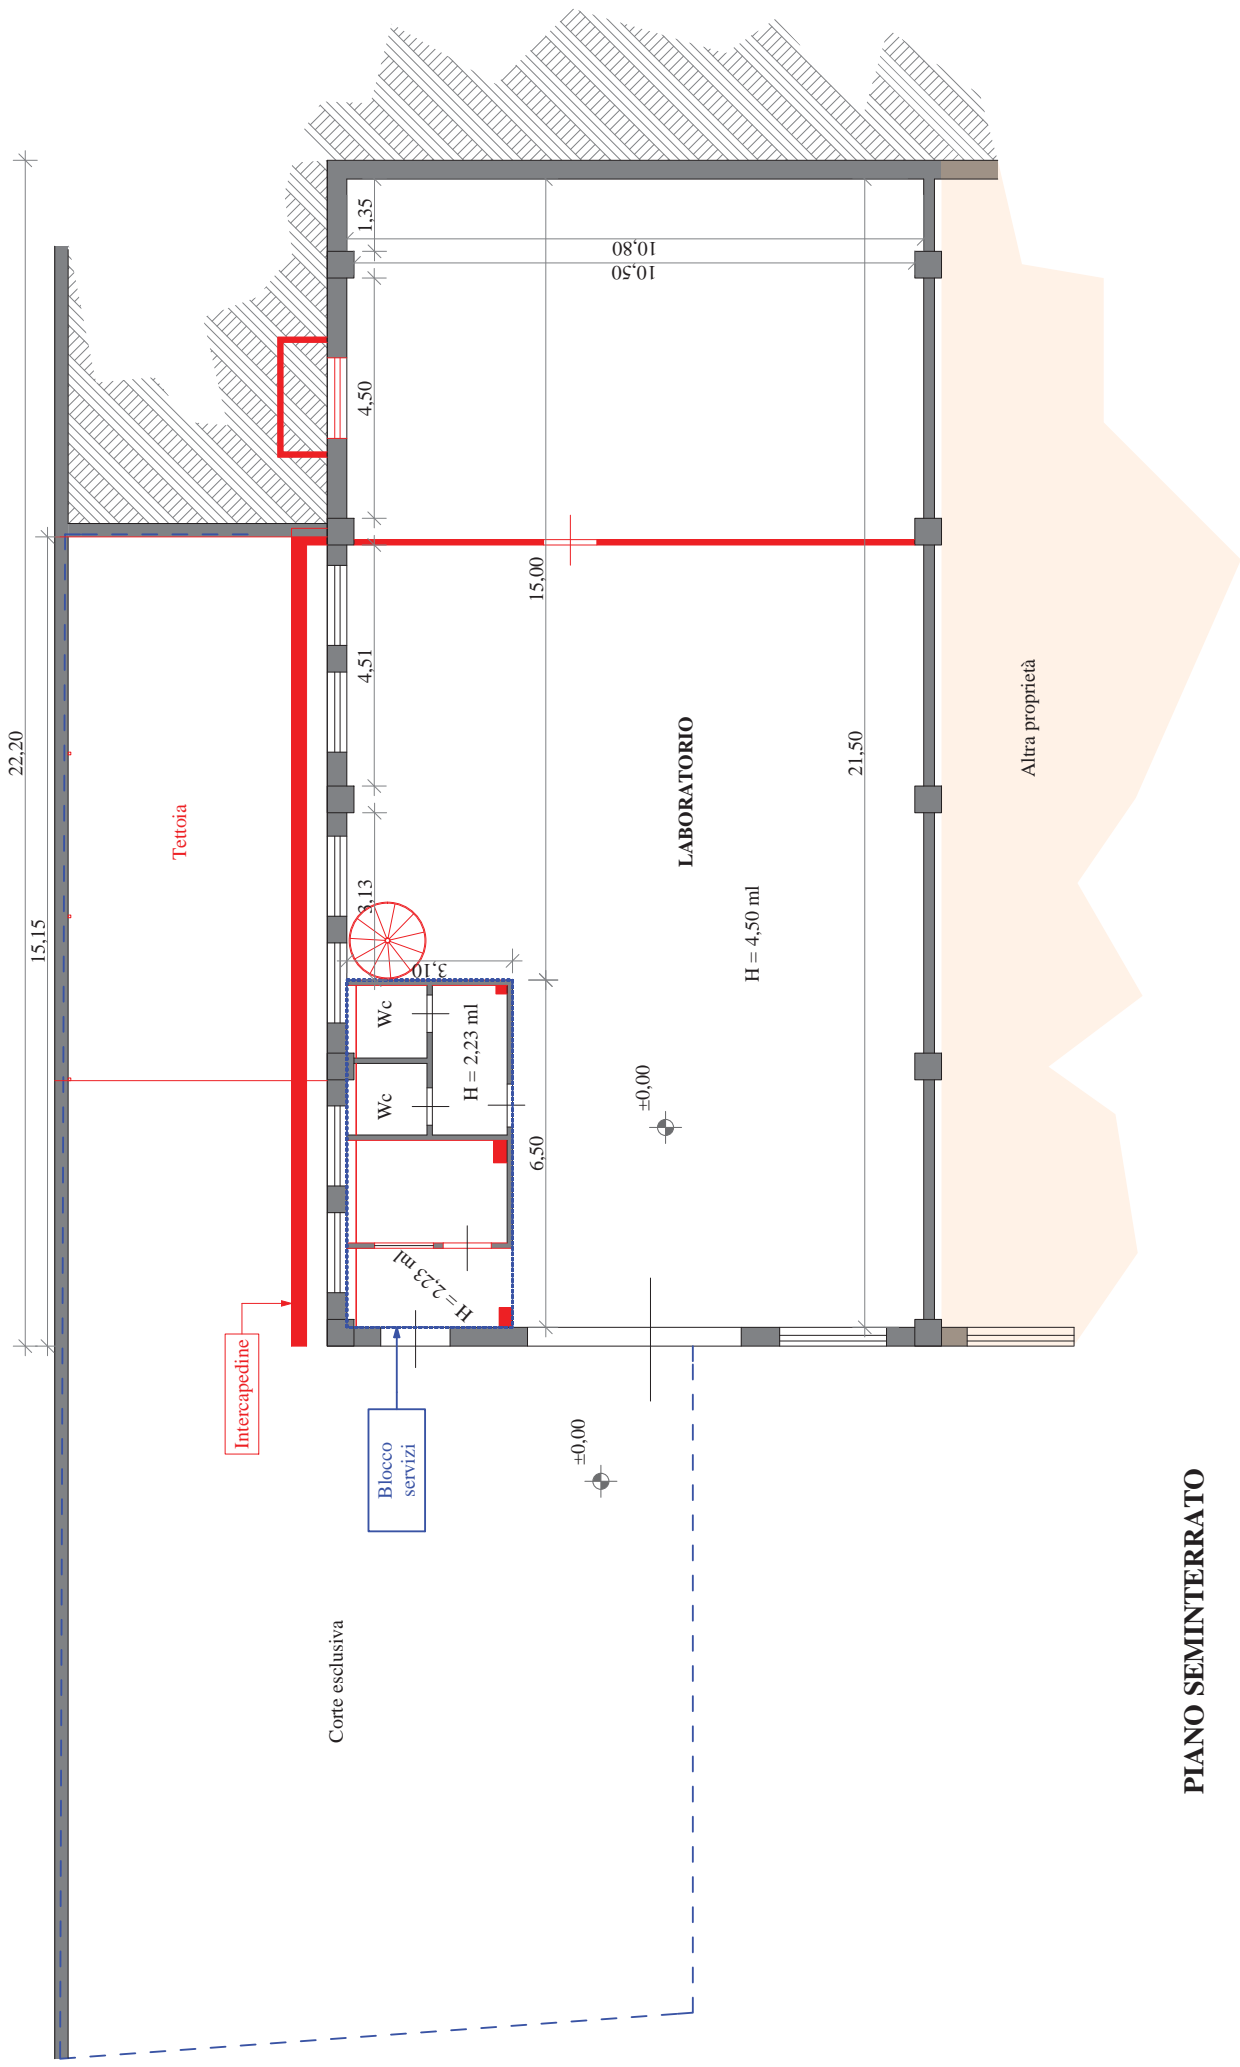 22,20
15,15
Tettoia
Intercapedine
Blocco
servizi
Corte esclusiva
1,35
4,50
4,51
3,13
3,10
10,80
10,50
15,00
6,50
21,50
Wc
Wc
H = 2,23 ml
H = 2,23 ml
LABORATORIO
H = 4,50 ml
±0,00
±0,00
Altra proprietà
PIANO SEMINTERRATO